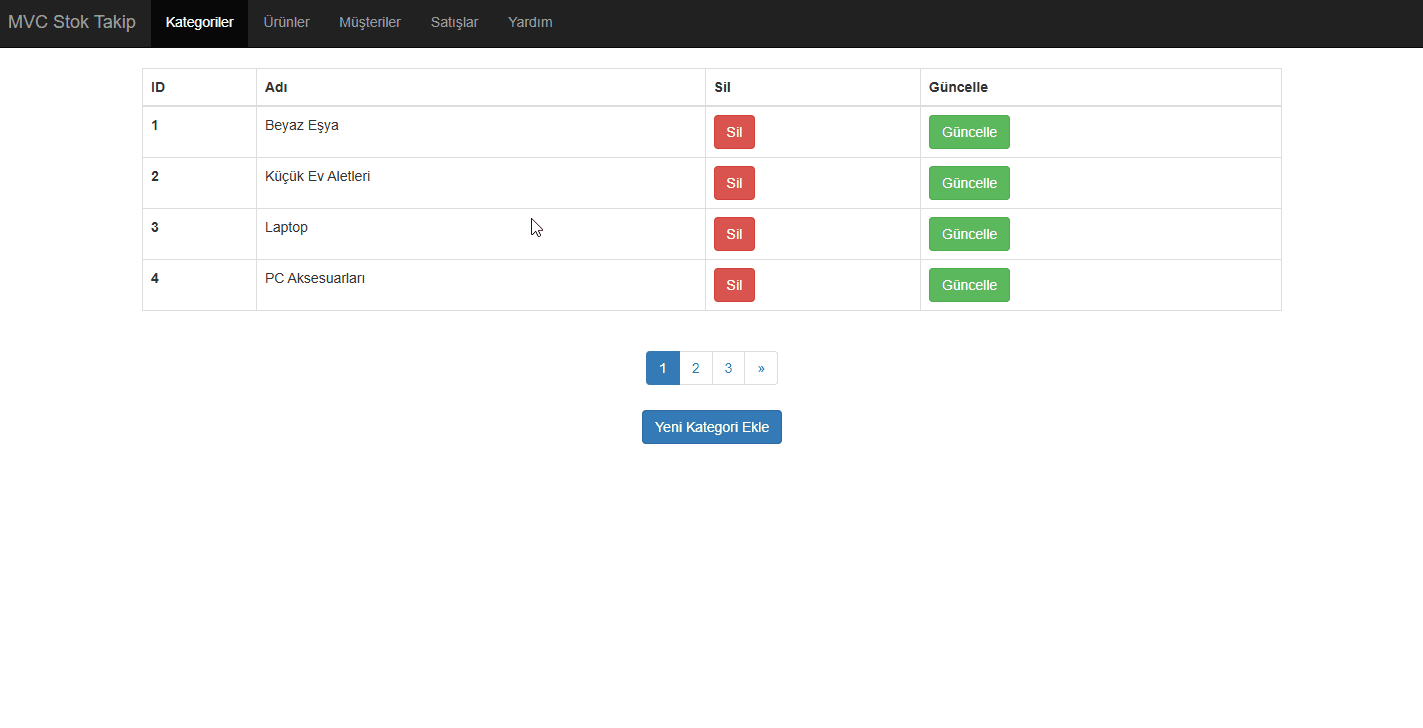 MVC Stok Takip Kategoriler Ürünler Müşteriler Satışlar Yardım
ID Adı Sil Güncelle
1 Beyaz Eşya Sil Güncelle
2 Küçük Ev Aletleri Sil Güncelle
3 Laptop Sil Güncelle
4 PC Aksesuarları Sil Güncelle
1 2 3 »
Yeni Kategori Ekle